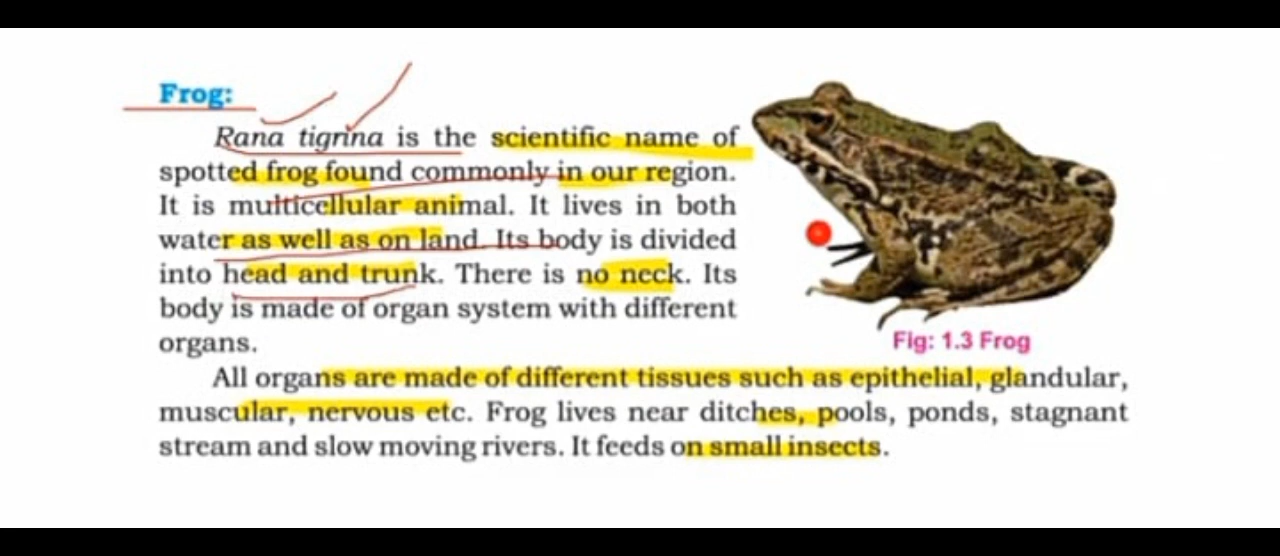 Frog:
Rana tigrina is the scientific name of
spotted frog found commonly in our region.
It is multicellular animal. It lives in both
water as well as on land. Its body is divided
into head and trunk. There is no neck. Its
body is made of organ system with different
organs.
Fig: 1.3 Frog
All organs are made of different tissues such as epithelial, glandular,
muscular, nervous etc. Frog lives near ditches, pools, ponds, stagnant
stream and slow moving rivers. It feeds on small insects.